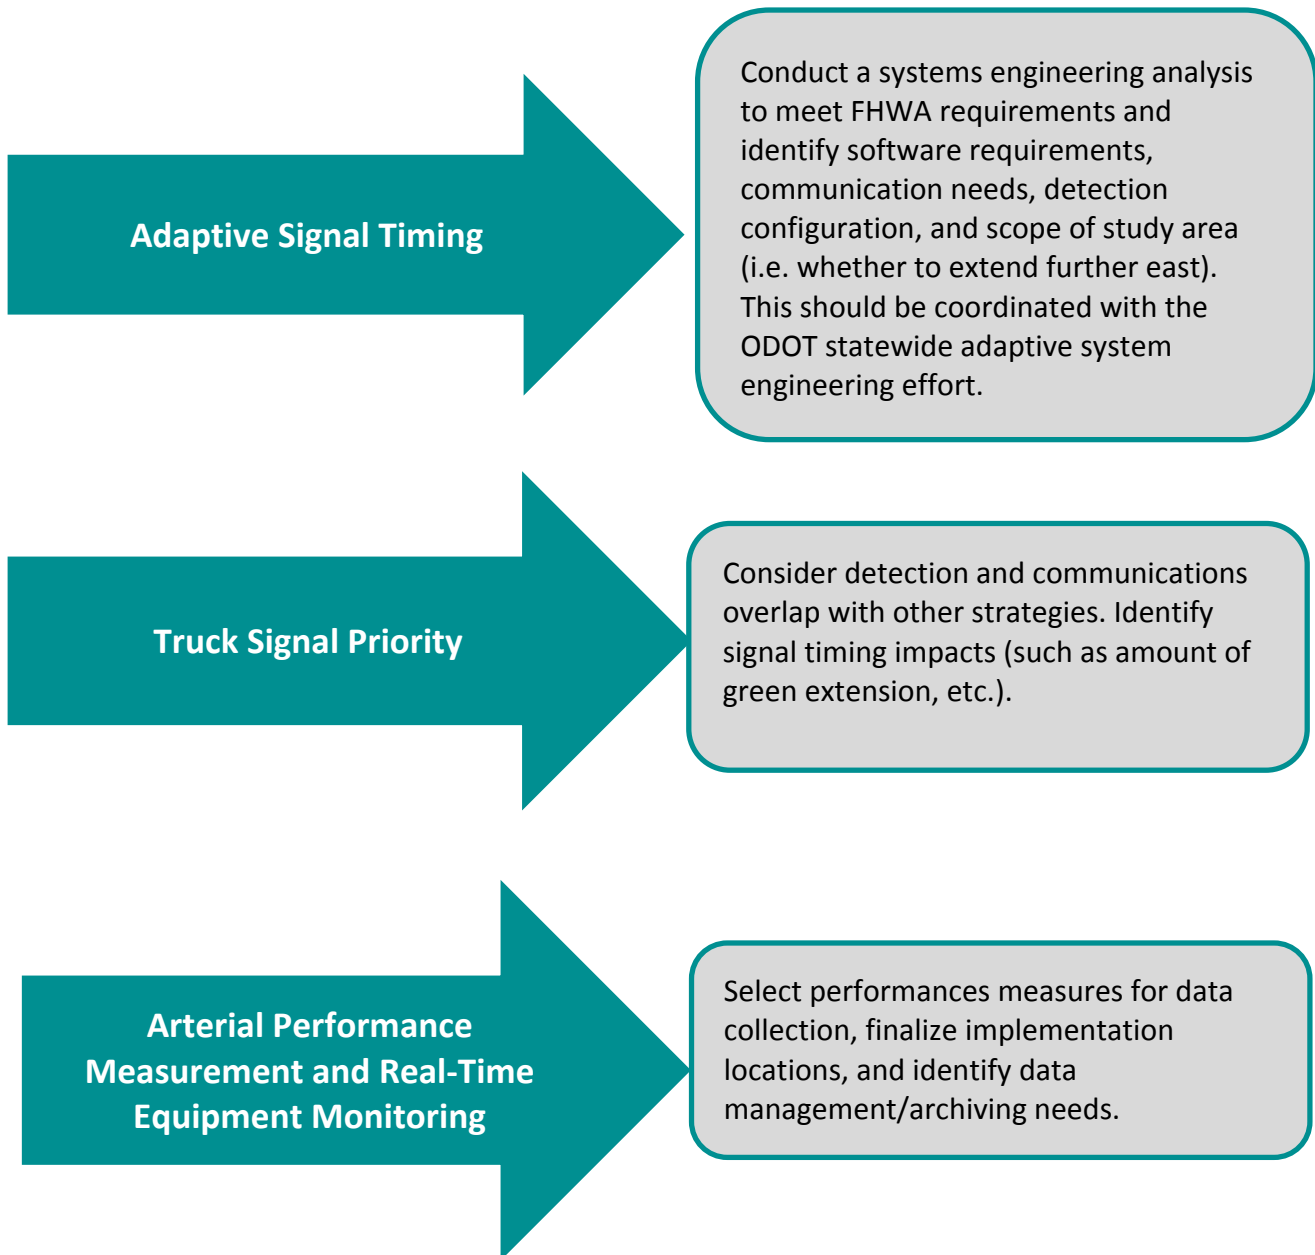 Adaptive Signal Timing
Conduct a systems engineering analysis
to meet FHWA requirements and
identify software requirements,
communication needs, detection
configuration, and scope of study area
(i.e. whether to extend further east).
This should be coordinated with the
ODOT statewide adaptive system
engineering effort.
Truck Signal Priority
Consider detection and communications
overlap with other strategies. Identify
signal timing impacts (such as amount of
green extension, etc.).
Arterial Performance
Measurement and Real-Time
Equipment Monitoring
Select performances measures for data
collection, finalize implementation
locations, and identify data
management/archiving needs.